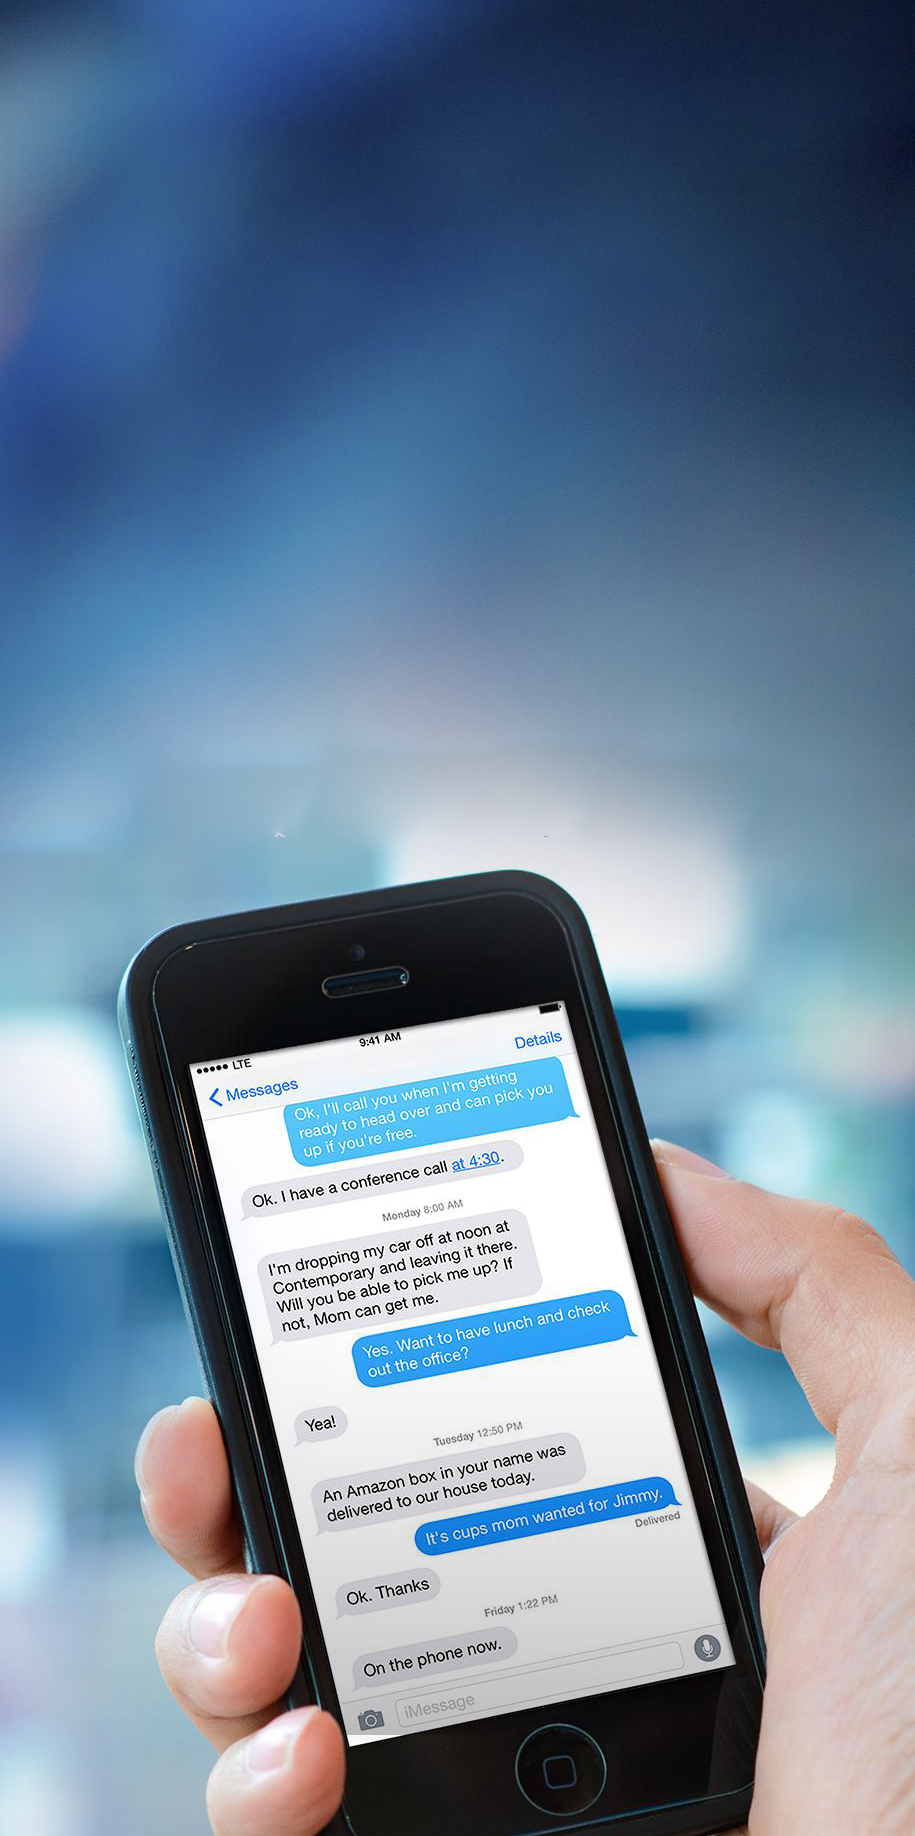 ●●●●● LTE 9:41 AM
Messages Details
Ok, I'll call you when I'm getting
ready to head over and can pick you
up if you're free.
Ok. I have a conference call at 4:30.
Monday 8:00 AM
I'm dropping my car off at noon at
Contemporary and leaving it there.
Will you be able to pick me up? If
not, Mom can get me.
Yes. Want to have lunch and check
out the office?
Yea!
Tuesday 12:50 PM
An Amazon box in your name was
delivered to our house today.
It's cups mom wanted for Jimmy.
Delivered
Ok. Thanks
Friday 1:22 PM
On the phone now.
iMessage